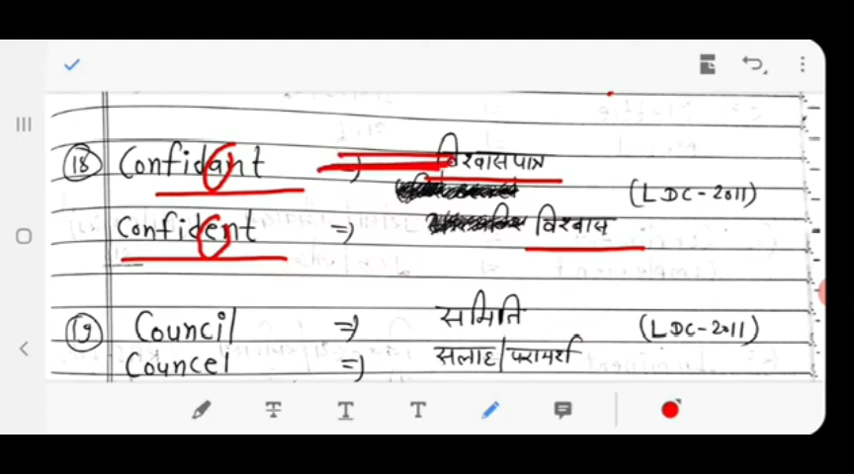 18 Confidant => विश्वासपात्र
(LDC-2011)
Confident => विश्वास
19 Council => समिति (LDC-2011)
Councel => सलाह/परामर्श